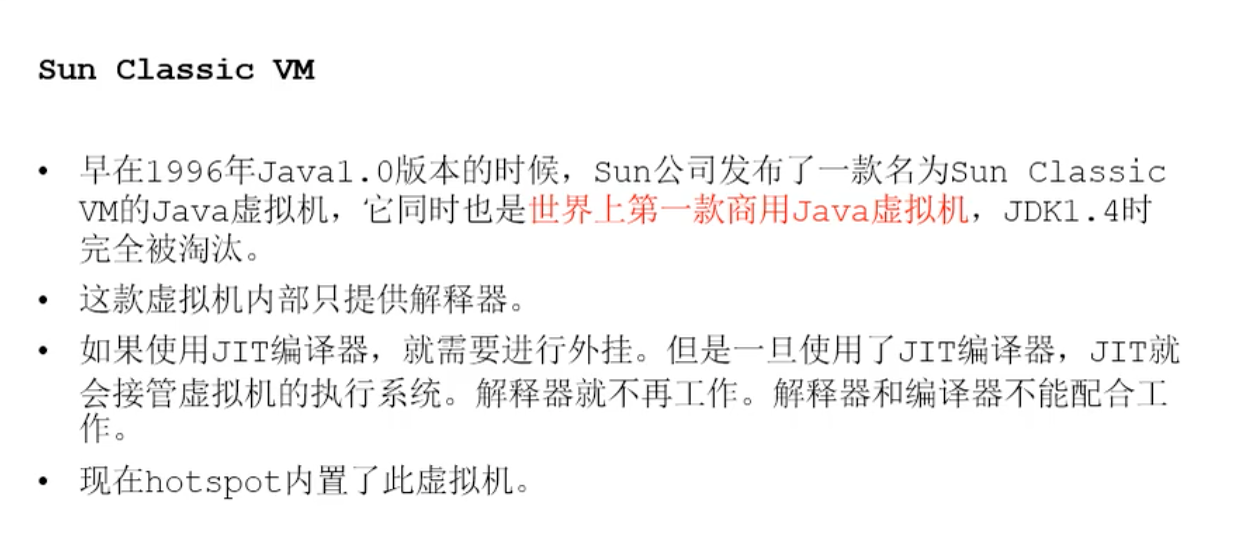 Sun Classic VM
• 早在1996年Java1.0版本的时候，Sun公司发布了一款名为Sun Classic
VM的Java虚拟机，它同时也是世界上第一款商用Java虚拟机，JDK1.4时
完全被淘汰。
• 这款虚拟机内部只提供解释器。
• 如果使用JIT编译器，就需要进行外挂。但是一旦使用了JIT编译器，JIT就
会接管虚拟机的执行系统。解释器就不再工作。解释器和编译器不能配合工
作。
• 现在hotspot内置了此虚拟机。